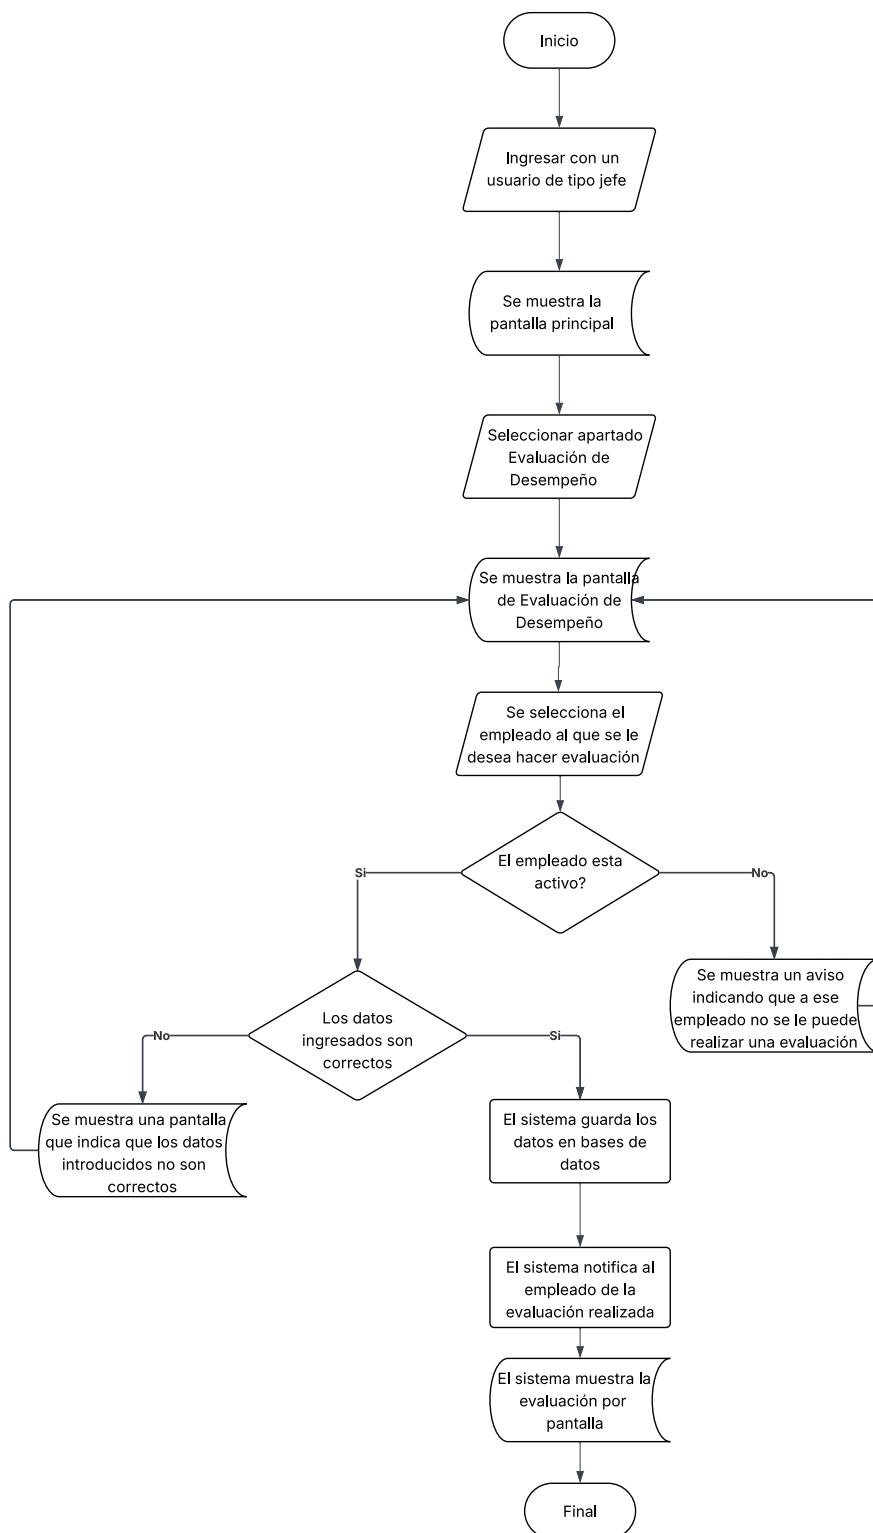 Inicio
Ingresar con un
usuario de tipo jefe
Se muestra la
pantalla principal
Seleccionar apartado
Evaluación de
Desempeño
Se muestra la pantalla
de Evaluación de
Desempeño
Se selecciona el
empleado al que se le
desea hacer evaluación
El empleado esta
activo?
Si
No
Se muestra un aviso
indicando que a ese
empleado no se le puede
realizar una evaluación
Los datos
ingresados son
correctos
No
Si
Se muestra una pantalla
que indica que los datos
introducidos no son
correctos
El sistema guarda los
datos en bases de
datos
El sistema notifica al
empleado de la
evaluación realizada
El sistema muestra la
evaluación por
pantalla
Final